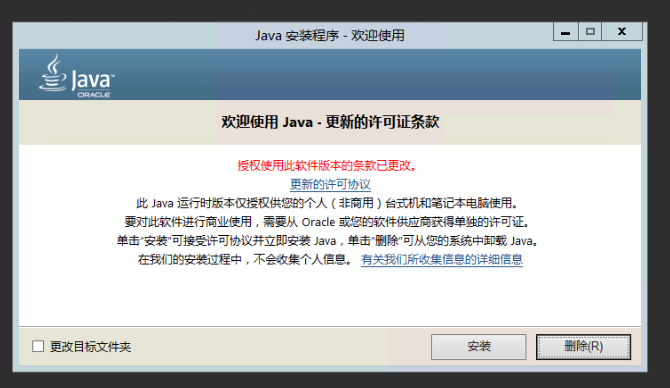 Java 安装程序 - 欢迎使用
Java
ORACLE
欢迎使用 Java - 更新的许可证条款
授权使用此软件版本的条款已更改。
更新的许可协议
此 Java 运行时版本仅授权供您的个人（非商用）台式机和笔记本电脑使用。
要对此软件进行商业使用，需要从 Oracle 或您的软件供应商获得单独的许可证。
单击“安装”可接受许可协议并立即安装 Java，单击“删除”可从您的系统中卸载 Java。
在我们的安装过程中，不会收集个人信息。 有关我们所收集信息的详细信息
更改目标文件夹 安装 删除(R)